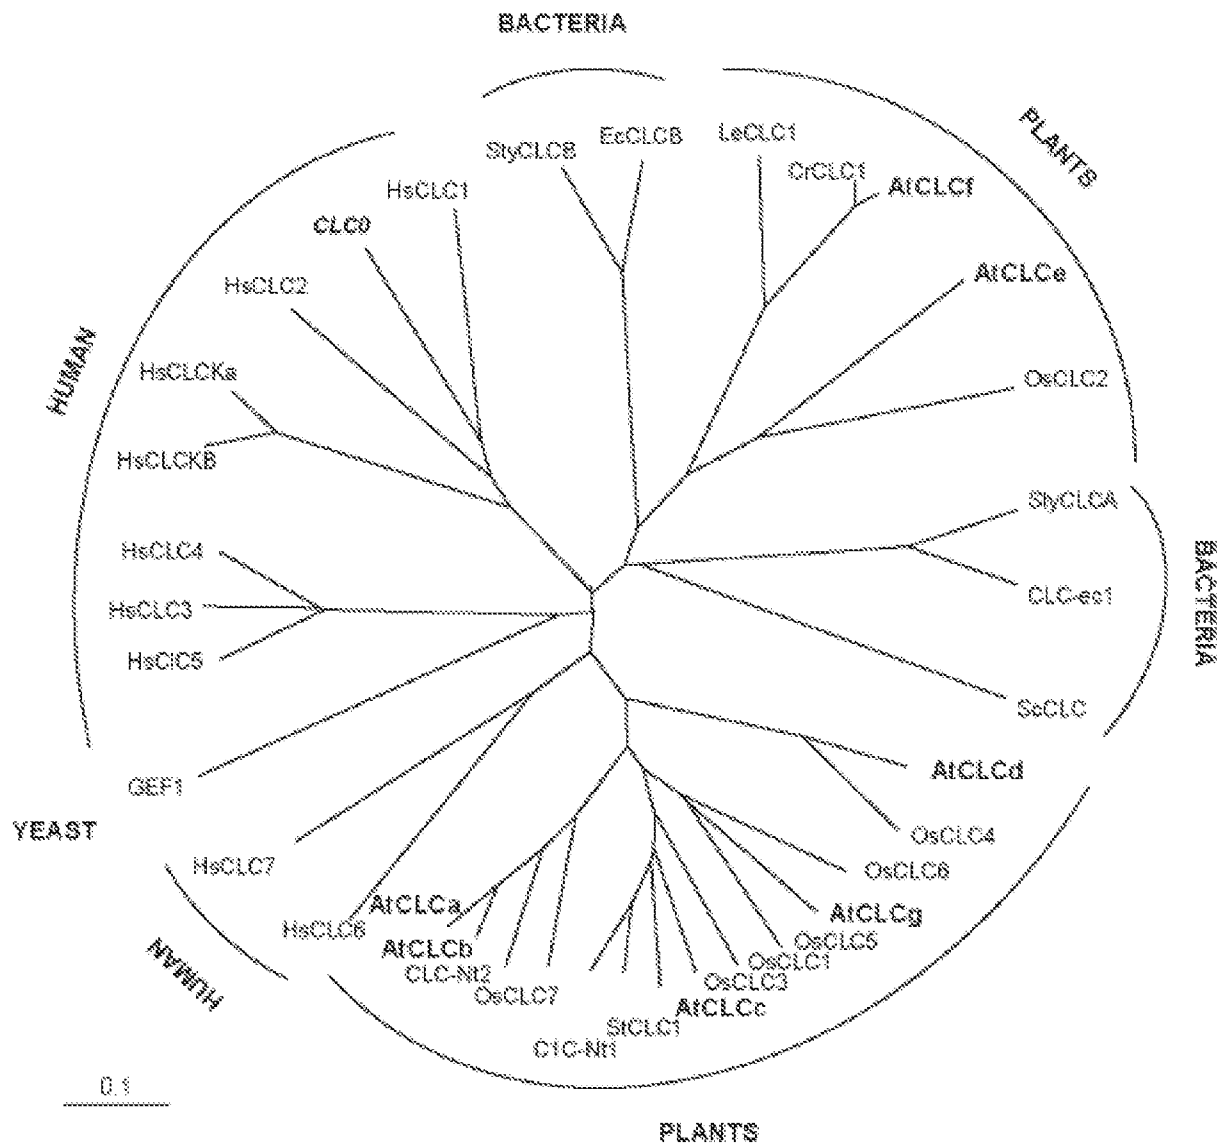 BACTERIA
PLANTS
StyCLCB
EcCLCB
LeCLC1
CrCLC1
AtCLCf
HsCLC1
CLC0
AtCLCe
HsCLC2
HUMAN
HsCLCKa
OsCLC2
HsCLCKB
StyCLCA
HsCLC4
BACTERIA
CLC-ec1
HsCLC3
HsClC5
ScCLC
AtCLCd
GEF1
YEAST
OsCLC4
HsCLC7
OsCLC6
AtCLCa
AtCLCg
HsCLC6
OsCLC5
AtCLCb
OsCLC1
CLC-Nt2
OsCLC3
HUMAN
OsCLC7
AtCLCc
StCLC1
C1C-Nt1
0.1
PLANTS